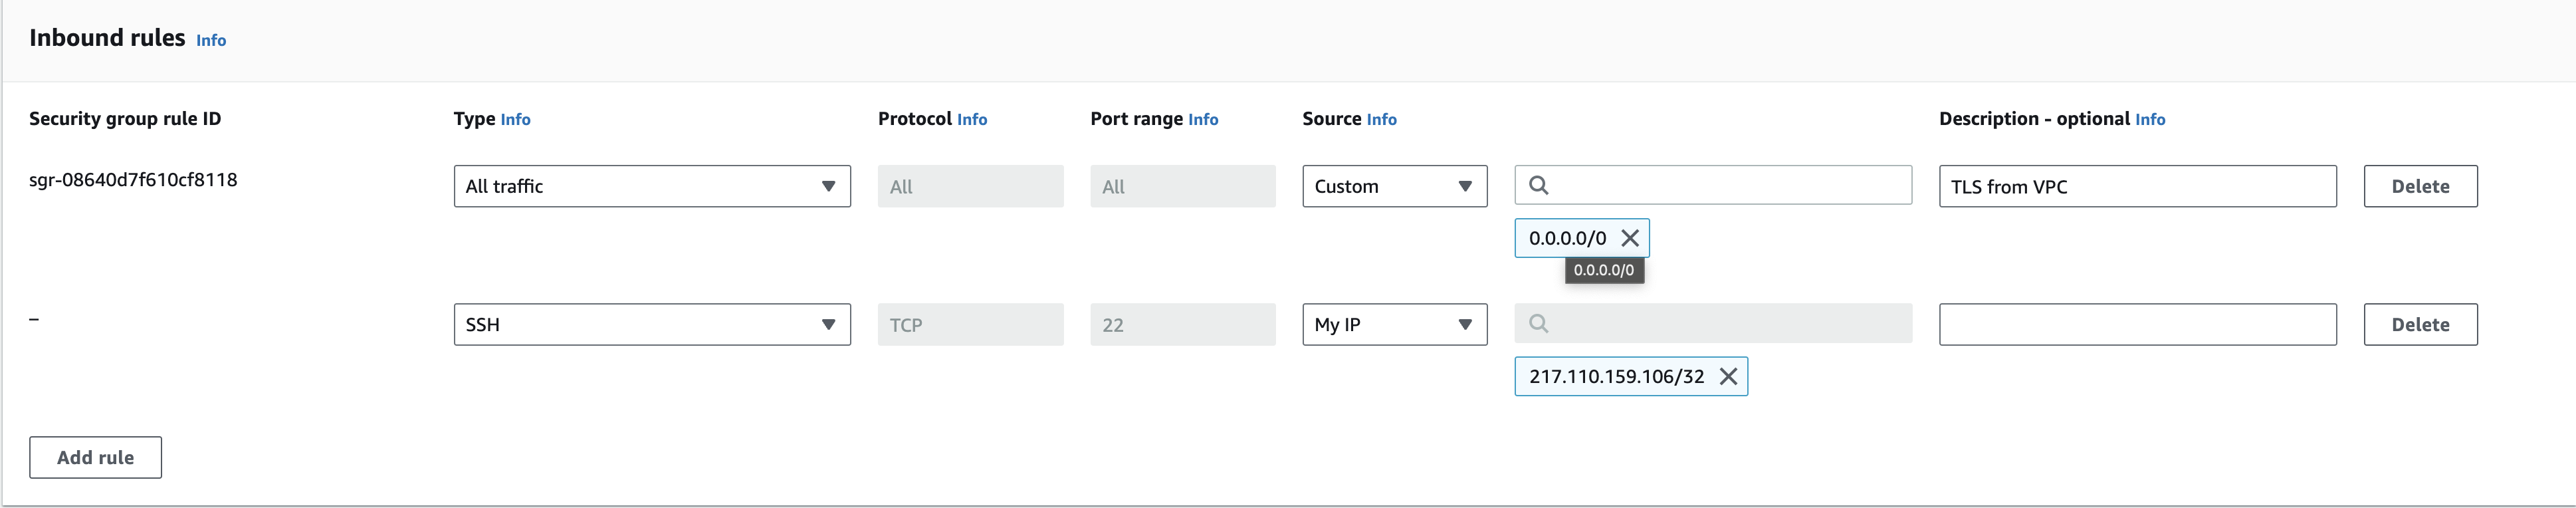 Inbound rules Info
Security group rule ID Type Info Protocol Info Port range Info Source Info Description - optional Info
sgr-08640d7f610cf8118 All traffic All All Custom TLS from VPC Delete
0.0.0.0/0
0.0.0.0/0
– SSH TCP 22 My IP Delete
217.110.159.106/32
Add rule